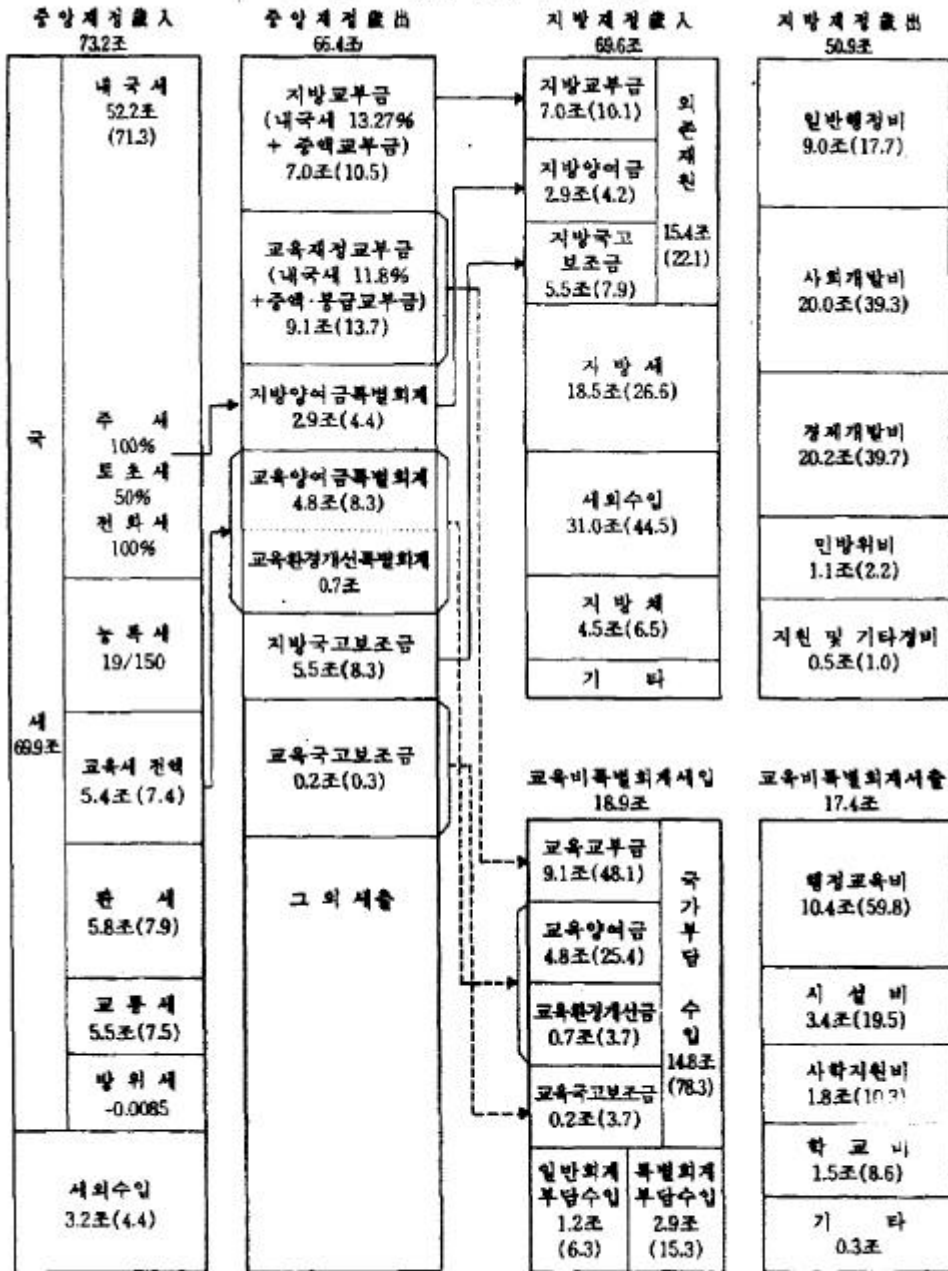 중앙재정歲入
73.2조
국
세
69.9조
내국세
52.2조
(71.3)
주 세
100%
토초세
50%
전화세
100%
농특세
19/150
교육세 전액
5.4조(7.4)
관 세
5.8조(7.9)
교통세
5.5조(7.5)
방위세
-0.0085
세외수입
3.2조(4.4)
중앙재정歲出
66.4조
지방교부금
(내국세 13.27%
+ 증액교부금)
7.0조(10.5)
교육재정교부금
(내국세 11.8%
+증액·봉급교부금)
9.1조(13.7)
지방양여금특별회계
2.9조(4.4)
교육양여금특별회계
4.8조(8.3)
교육환경개선특별회계
0.7조
지방국고보조금
5.5조(8.3)
교육국고보조금
0.2조(0.3)
그 외 세출
지방재정歲入
69.6조
지방교부금
7.0조(10.1)
지방양여금
2.9조(4.2)
지방국고
보조금
5.5조(7.9)
외존재원
15.4조
(22.1)
지 방 세
18.5조(26.6)
세외수입
31.0조(44.5)
지 방 채
4.5조(6.5)
기 타
교육비특별회계세입
18.9조
교육교부금
9.1조(48.1)
교육양여금
4.8조(25.4)
교육환경개선금
0.7조(3.7)
교육국고보조금
0.2조(3.7)
국가부담
수입
14.8조
(78.3)
일반회계
부담수입
1.2조
(6.3)
특별회계
부담수입
2.9조
(15.3)
지방재정歲出
50.9조
일반행정비
9.0조(17.7)
사회개발비
20.0조(39.3)
경제개발비
20.2조(39.7)
민방위비
1.1조(2.2)
지원 및 기타경비
0.5조(1.0)
교육비특별회계세출
17.4조
행정교육비
10.4조(59.8)
시 설 비
3.4조(19.5)
사학지원비
1.8조(10.3)
학 교 비
1.5조(8.6)
기 타
0.3조